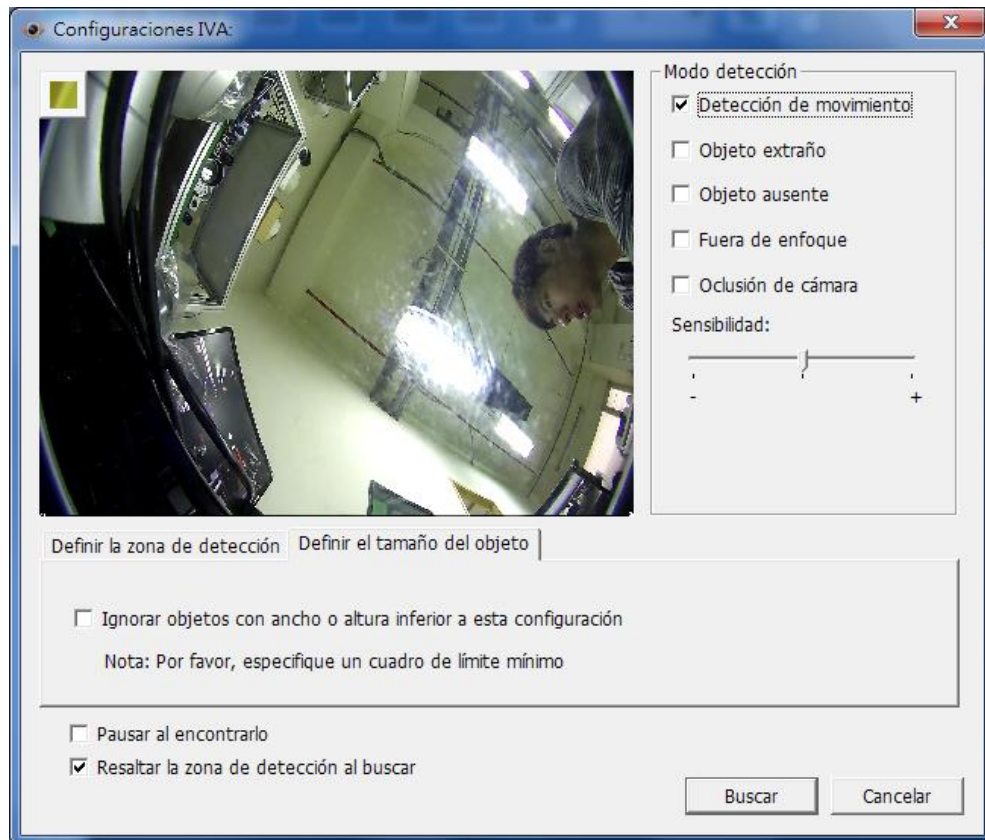 Configuraciones IVA:
Modo detección
Detección de movimiento
Objeto extraño
Objeto ausente
Fuera de enfoque
Oclusión de cámara
Sensibilidad:
- +
Definir la zona de detección Definir el tamaño del objeto
Ignorar objetos con ancho o altura inferior a esta configuración
Nota: Por favor, especifique un cuadro de límite mínimo
Pausar al encontrarlo
Resaltar la zona de detección al buscar
Buscar Cancelar